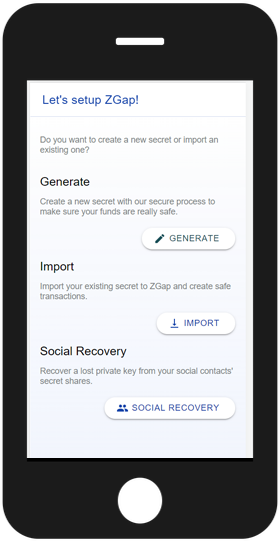 Let's setup ZGap!
Do you want to create a new secret or import an
existing one?
Generate
Create a new secret with our secure process to
make sure your funds are really safe.
GENERATE
Import
Import your existing secret to ZGap and create safe
transactions.
IMPORT
Social Recovery
Recover a lost private key from your social contacts'
secret shares.
SOCIAL RECOVERY